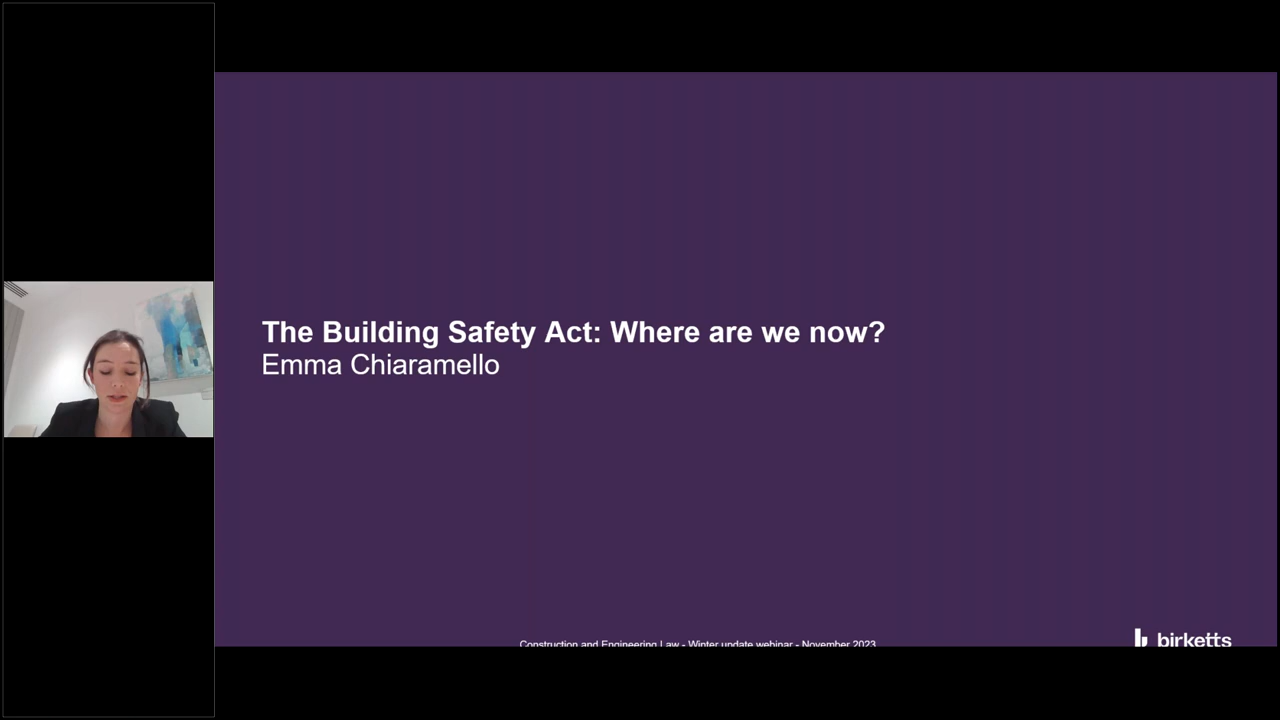 The Building Safety Act: Where are we now?
Emma Chiaramello
Construction and Engineering Law - Winter update webinar - November 2023
birketts